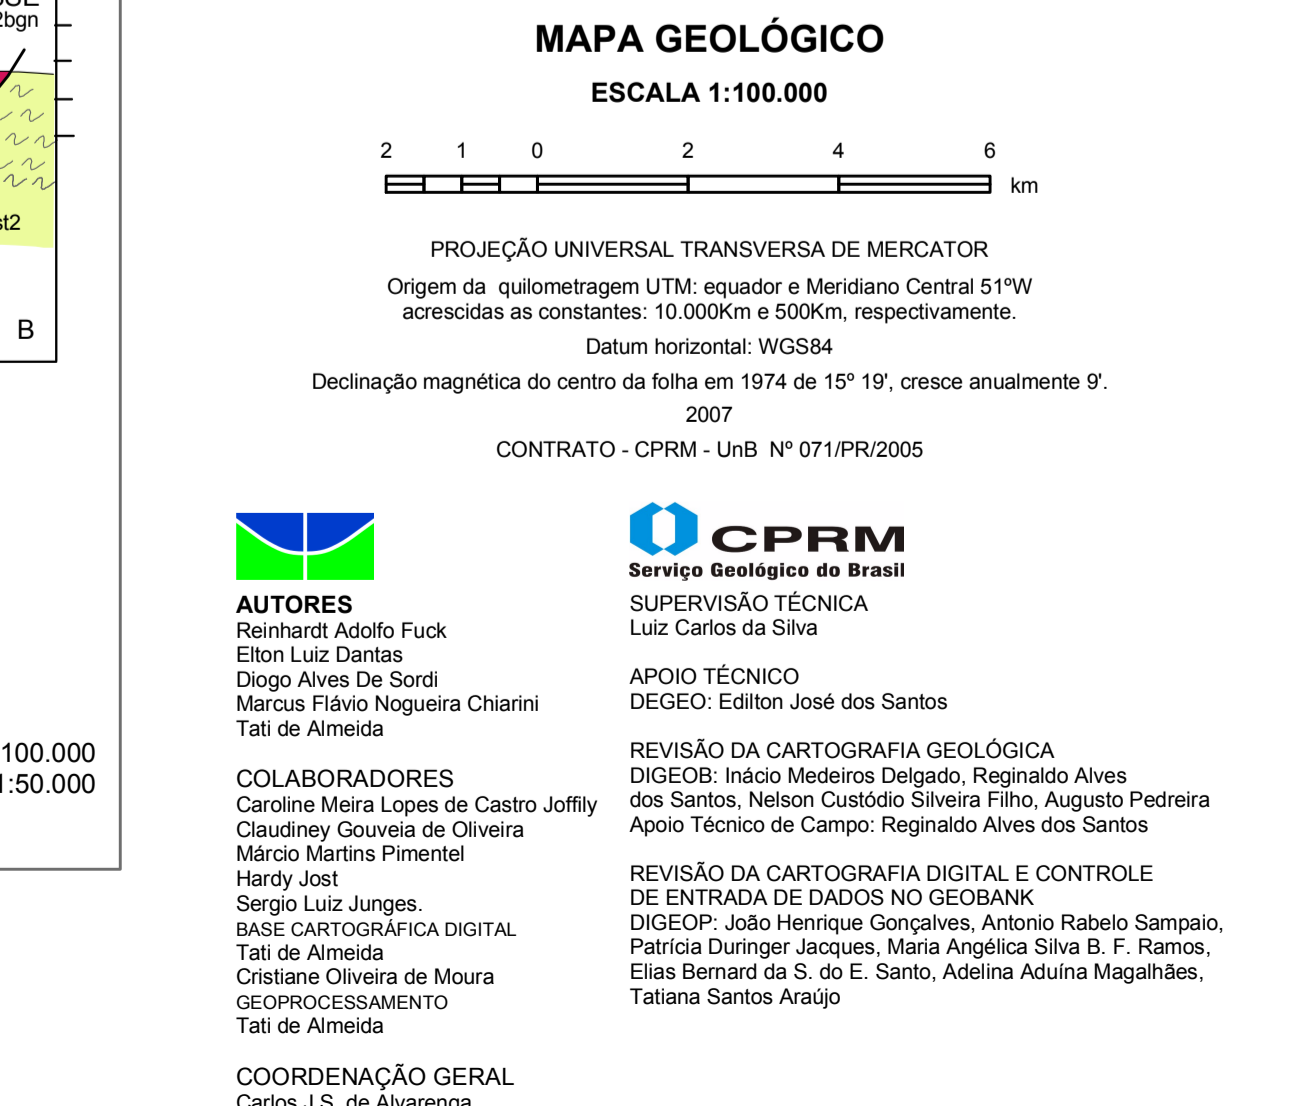 2bgn
st2
B
100.000
1:50.000
MAPA GEOLÓGICO
ESCALA 1:100.000
2 1 0 2 4 6
km
PROJEÇÃO UNIVERSAL TRANSVERSA DE MERCATOR
Origem da quilometragem UTM: equador e Meridiano Central 51ºW
acrescidas as constantes: 10.000Km e 500Km, respectivamente.
Datum horizontal: WGS84
Declinação magnética do centro da folha em 1974 de 15º 19', cresce anualmente 9'.
2007
CONTRATO - CPRM - UnB Nº 071/PR/2005
AUTORES
Reinhardt Adolfo Fuck
Elton Luiz Dantas
Diogo Alves De Sordi
Marcus Flávio Nogueira Chiarini
Tati de Almeida
COLABORADORES
Caroline Meira Lopes de Castro Joffily
Claudiney Gouveia de Oliveira
Márcio Martins Pimentel
Hardy Jost
Sergio Luiz Junges.
BASE CARTOGRÁFICA DIGITAL
Tati de Almeida
Cristiane Oliveira de Moura
GEOPROCESSAMENTO
Tati de Almeida
COORDENAÇÃO GERAL
Carlos J.S. de Alvarenga
CPRM
Serviço Geológico do Brasil
SUPERVISÃO TÉCNICA
Luiz Carlos da Silva
APOIO TÉCNICO
DEGEO: Edilton José dos Santos
REVISÃO DA CARTOGRAFIA GEOLÓGICA
DIGEOB: Inácio Medeiros Delgado, Reginaldo Alves
dos Santos, Nelson Custódio Silveira Filho, Augusto Pedreira
Apoio Técnico de Campo: Reginaldo Alves dos Santos
REVISÃO DA CARTOGRAFIA DIGITAL E CONTROLE
DE ENTRADA DE DADOS NO GEOBANK
DIGEOP: João Henrique Gonçalves, Antonio Rabelo Sampaio,
Patrícia Duringer Jacques, Maria Angélica Silva B. F. Ramos,
Elias Bernard da S. do E. Santo, Adelina Aduína Magalhães,
Tatiana Santos Araújo